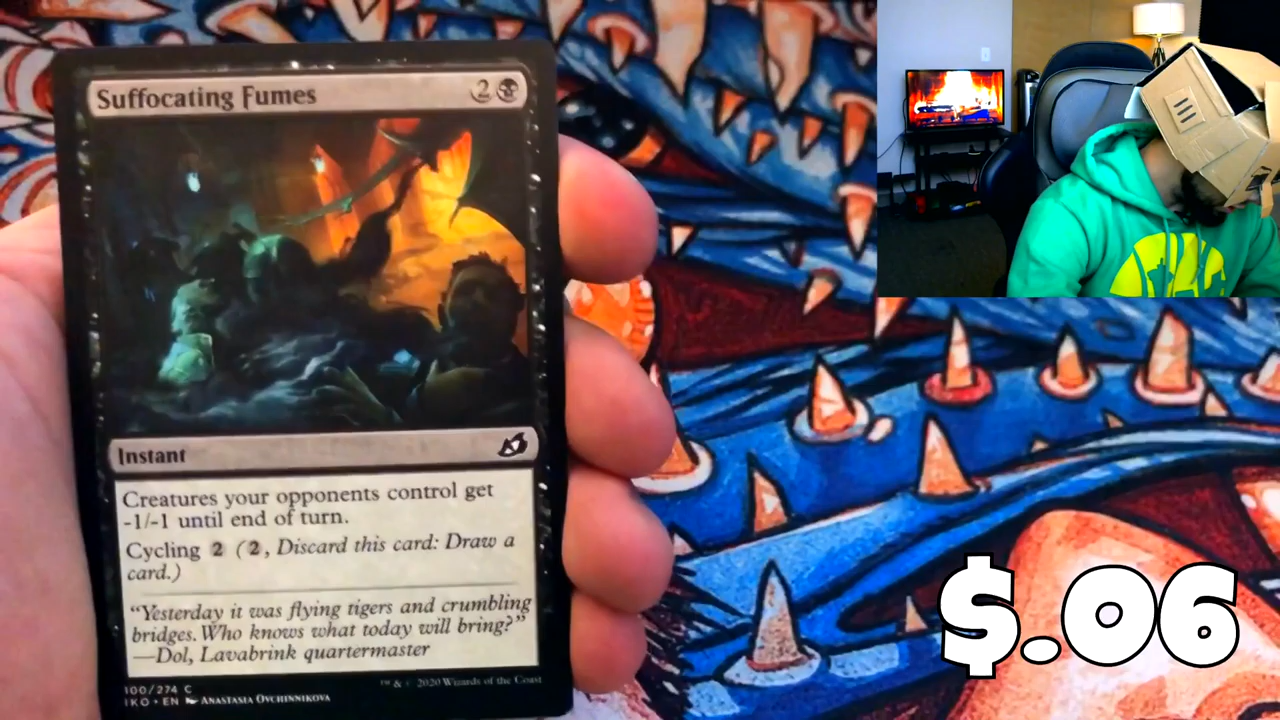 Suffocating Fumes 2
Instant
Creatures your opponents control get
-1/-1 until end of turn.
Cycling 2 (2, Discard this card: Draw a
card.)
"Yesterday it was flying tigers and crumbling
bridges. Who knows what today will bring?"
—Dol, Lavabrink quartermaster
100/274 C
IKO • EN ANASTASIA OVCHINNIKOVA
™ & © 2020 Wizards of the Coast
$.06